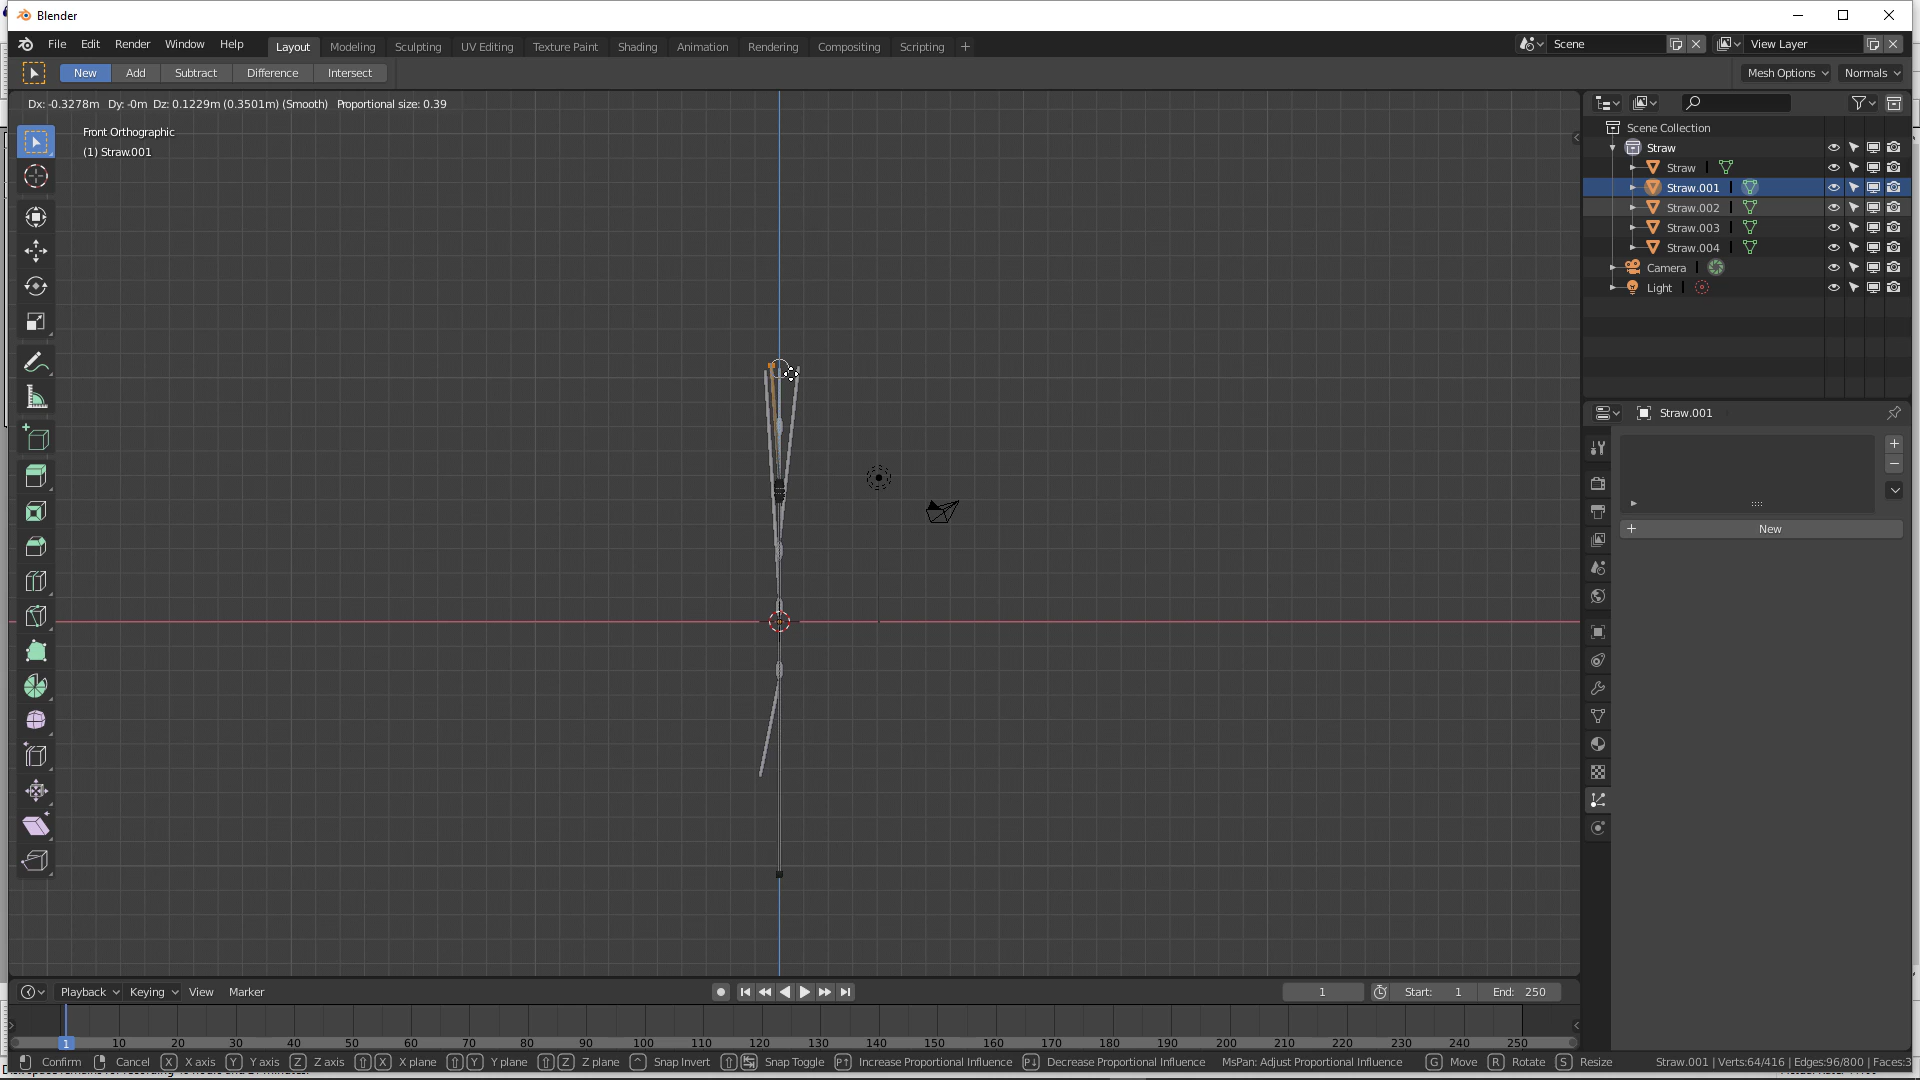 Blender
File Edit Render Window Help Layout Modeling Sculpting UV Editing Texture Paint Shading Animation Rendering Compositing Scripting + Scene View Layer
New Add Subtract Difference Intersect Mesh Options Normals
Dx: -0.3278m Dy: -0m Dz: 0.1229m (0.3501m) (Smooth) Proportional size: 0.39
Front Orthographic
(1) Straw.001
Scene Collection
Straw
Straw
Straw.001
Straw.002
Straw.003
Straw.004
Camera
Light
Straw.001
New
Playback Keying View Marker 1 Start: 1 End: 250
1 10 20 30 40 50 60 70 80 90 100 110 120 130 140 150 160 170 180 190 200 210 220 230 240 250
Confirm Cancel X X axis Y Y axis Z Z axis X X plane Y Y plane Z Z plane Snap Invert Snap Toggle P↑ Increase Proportional Influence P↓ Decrease Proportional Influence MsPan: Adjust Proportional Influence G Move R Rotate S Resize Straw.001 | Verts:64/416 | Edges:96/800 | Faces:3